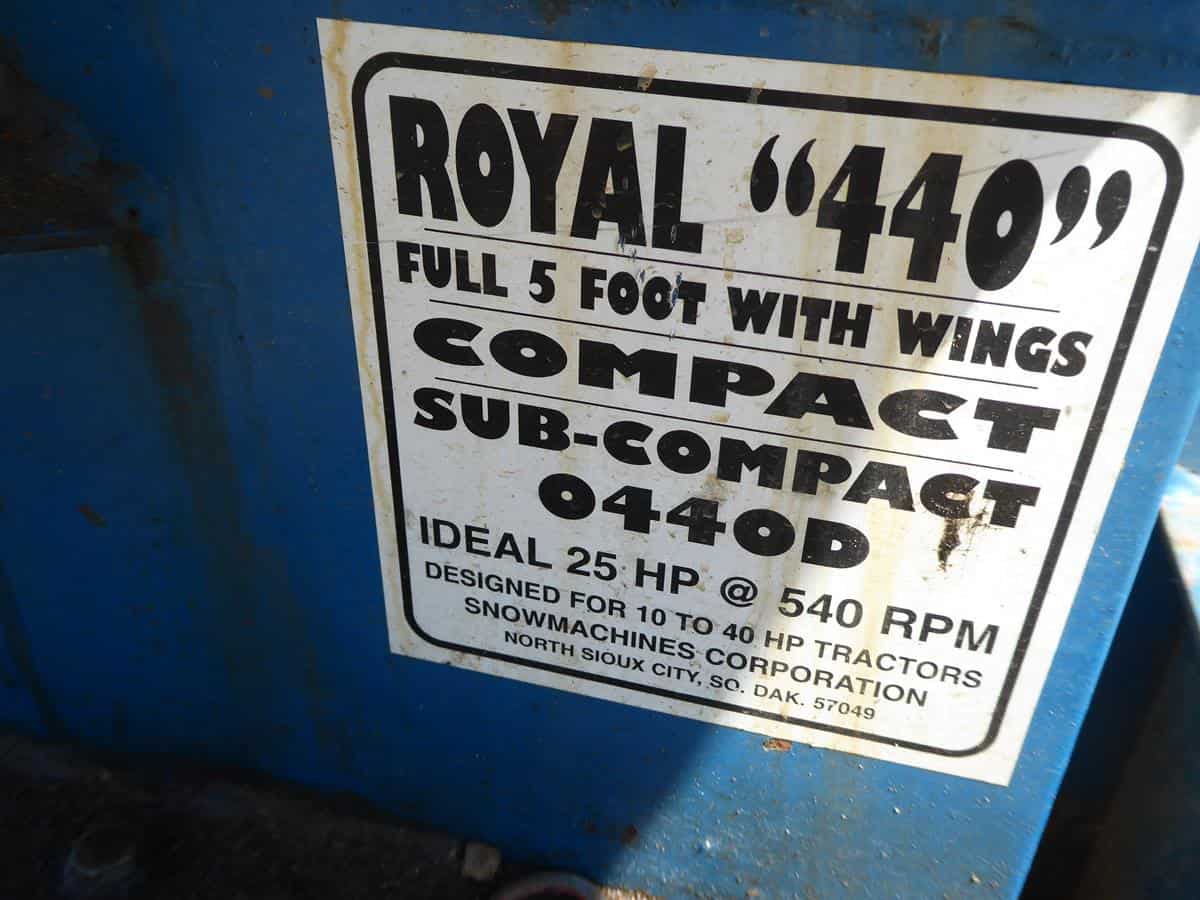 ROYAL “440”
FULL 5 FOOT WITH WINGS
COMPACT
SUB-COMPACT
0440D
IDEAL 25 HP @ 540 RPM
DESIGNED FOR 10 TO 40 HP TRACTORS
SNOWMACHINES CORPORATION
NORTH SIOUX CITY, SO. DAK. 57049